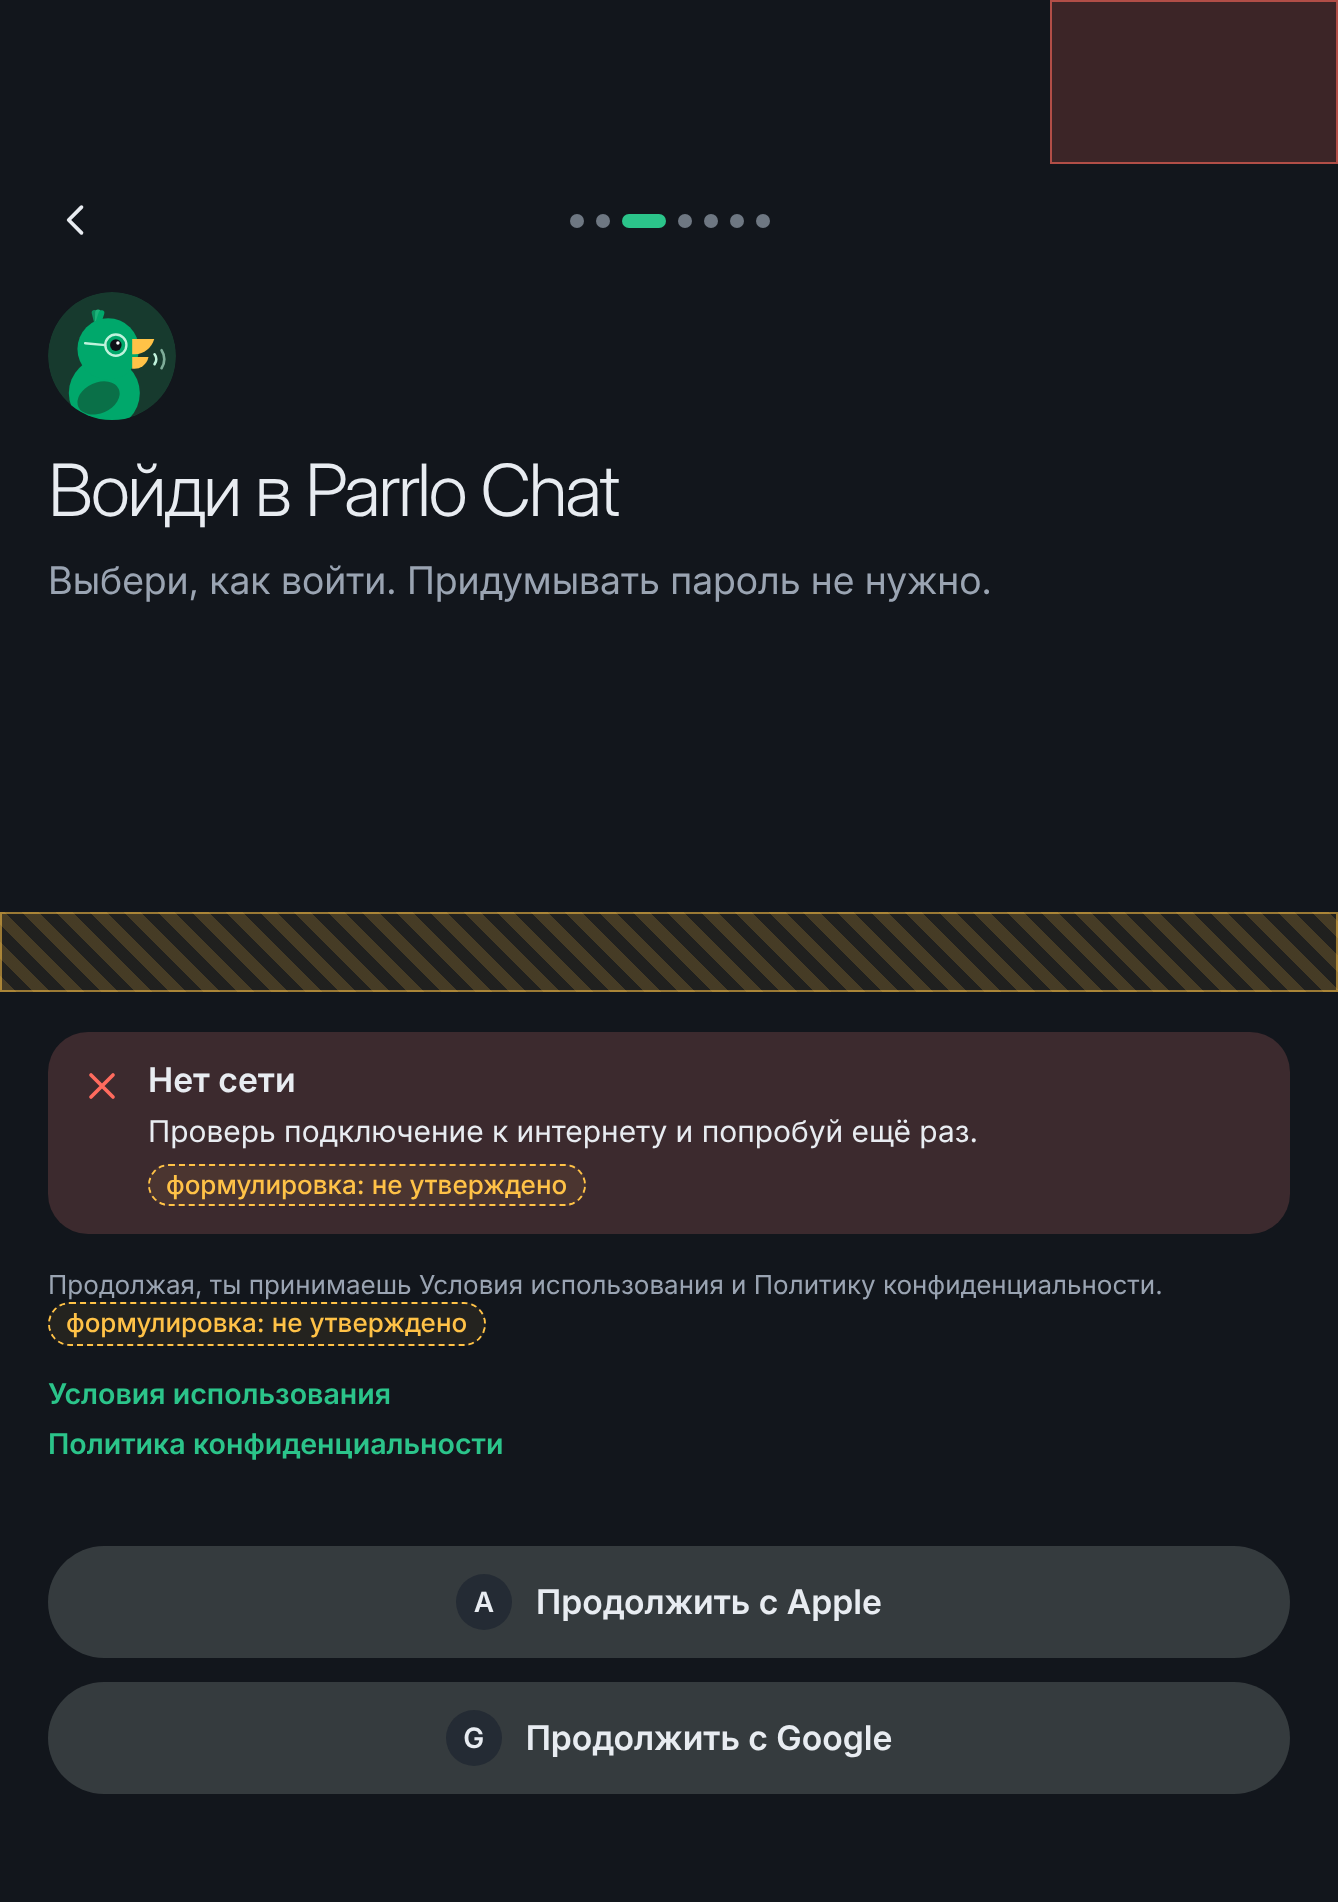 Войди в Parrlo Chat
Выбери, как войти. Придумывать пароль не нужно.
Нет сети
Проверь подключение к интернету и попробуй ещё раз.
формулировка: не утверждено
Продолжая, ты принимаешь Условия использования и Политику конфиденциальности.
формулировка: не утверждено
Условия использования
Политика конфиденциальности
A Продолжить с Apple
G Продолжить с Google